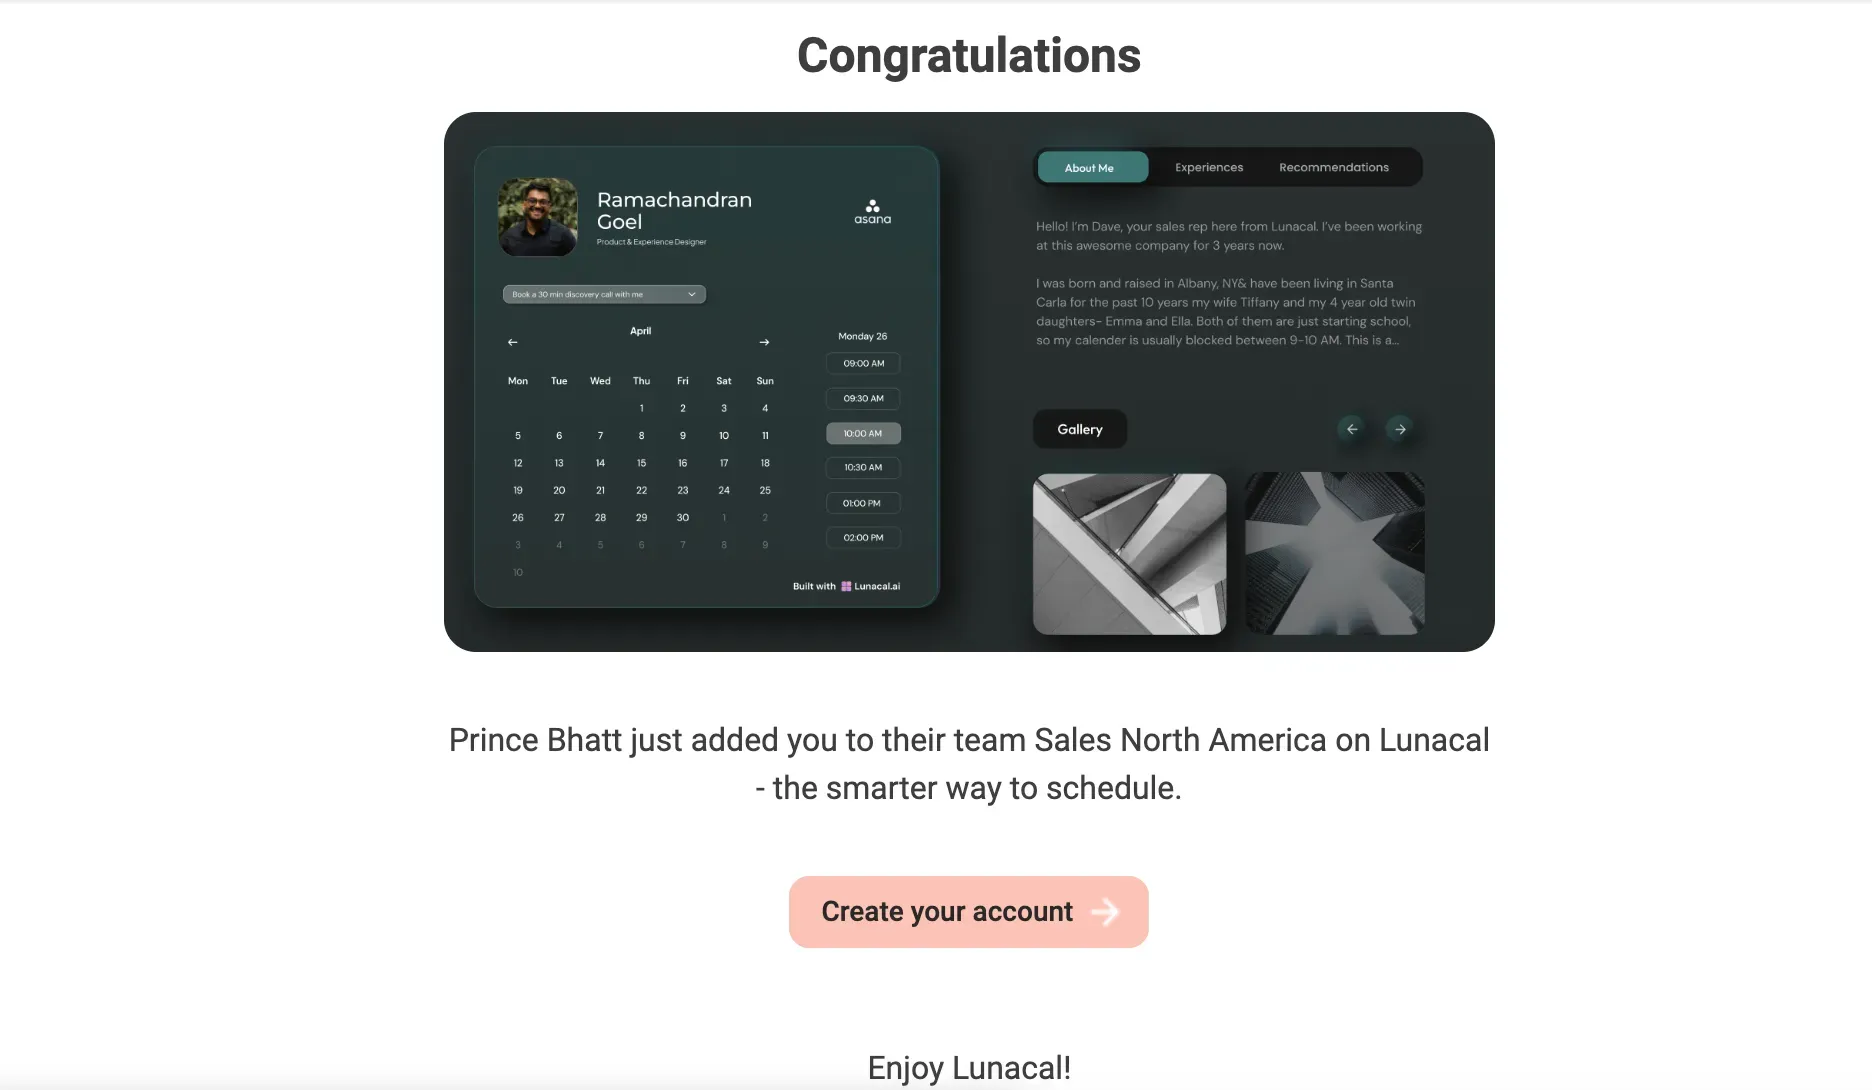 Congratulations
Ramachandran
Goel
Product & Experience Designer
asana
Book a 30 min discovery call with me
April
Mon Tue Wed Thu Fri Sat Sun
1 2 3 4
5 6 7 8 9 10 11
12 13 14 15 16 17 18
19 20 21 22 23 24 25
26 27 28 29 30 1 2
3 4 5 6 7 8 9
10
Monday 26
09:00 AM
09:30 AM
10:00 AM
10:30 AM
01:00 PM
02:00 PM
Built with Lunacal.ai
About Me Experiences Recommendations
Hello! I'm Dave, your sales rep here from Lunacal. I've been working
at this awesome company for 3 years now.
I was born and raised in Albany, NY& have been living in Santa
Carla for the past 10 years my wife Tiffany and my 4 year old twin
daughters- Emma and Ella. Both of them are just starting school,
so my calender is usually blocked between 9-10 AM. This is a...
Gallery
Prince Bhatt just added you to their team Sales North America on Lunacal
- the smarter way to schedule.
Create your account
Enjoy Lunacal!